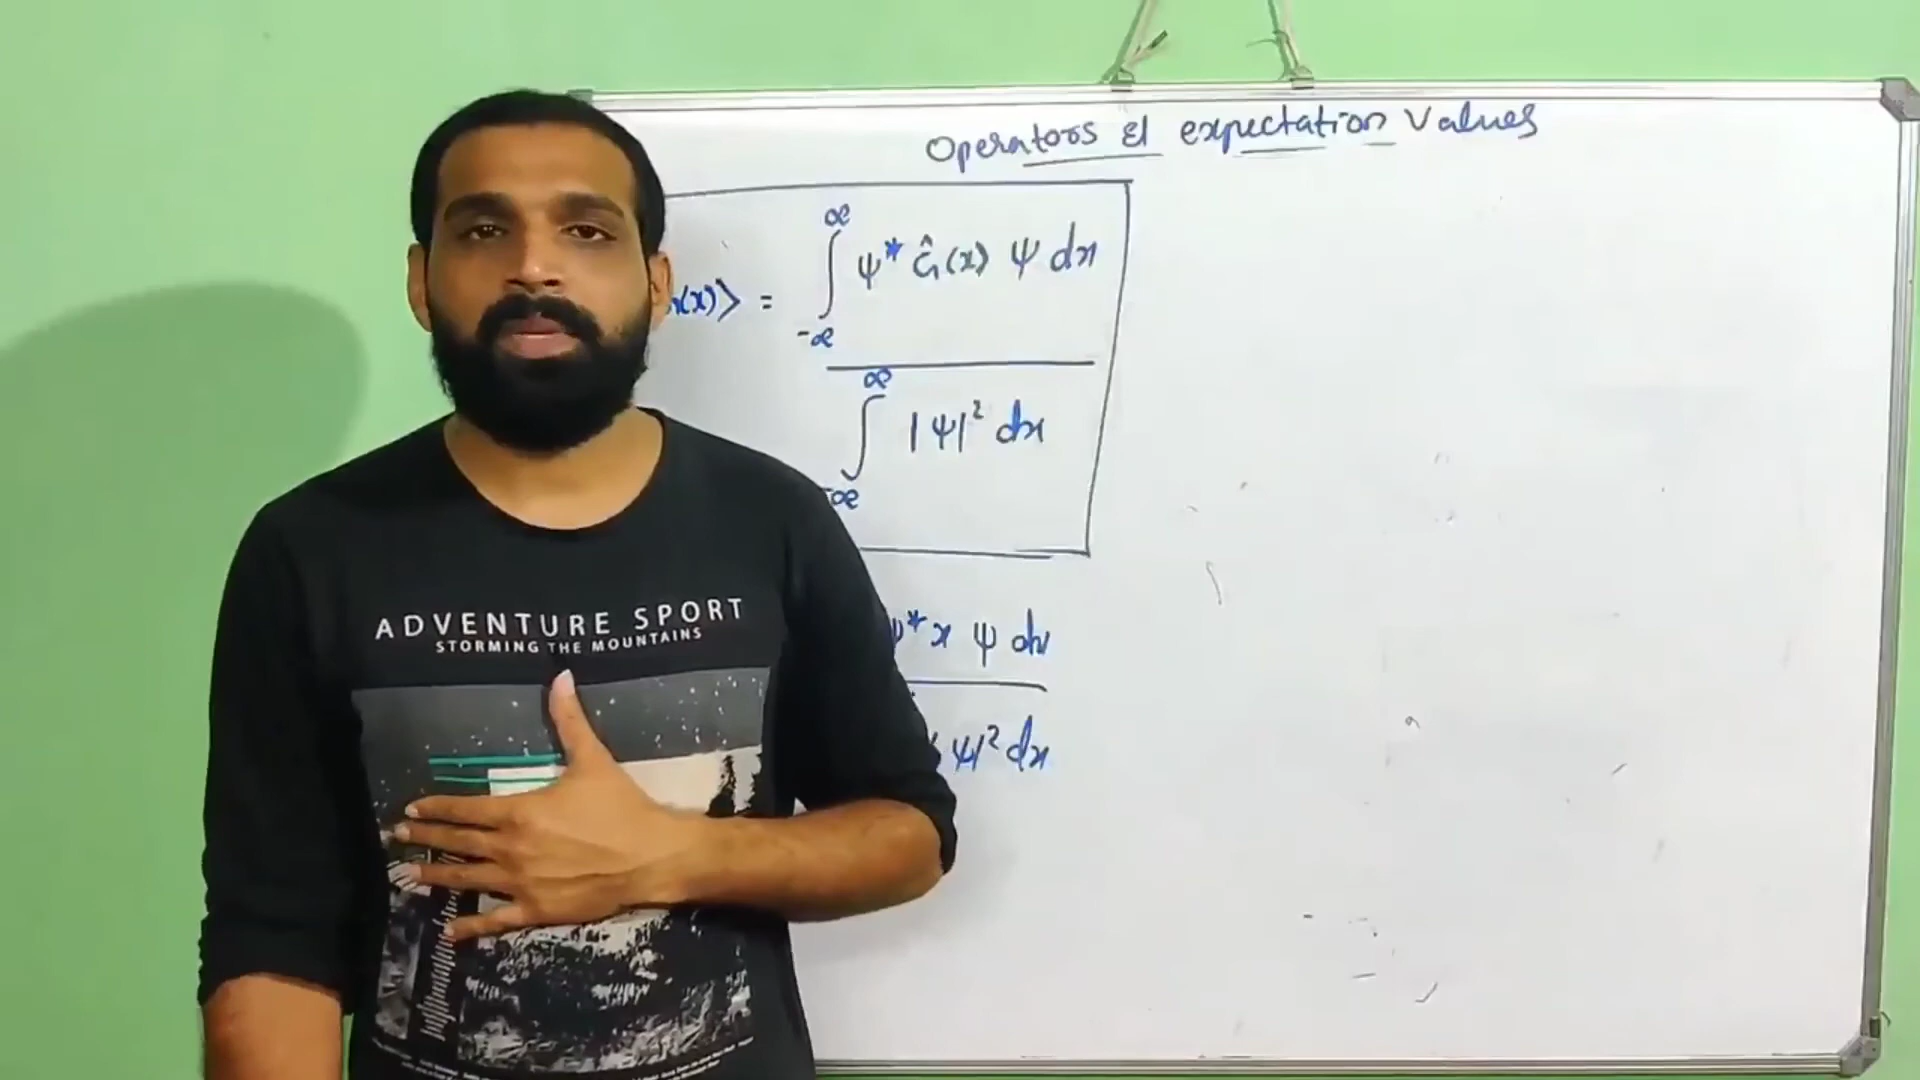 Operators & expectation values
∞
ψ* Ĝ(x) ψ dx
(x)⟩ =
-∞
∞
∫ |ψ|² dx
-∞
ψ* x ψ dx
ψ|² dx
ADVENTURE SPORT
STORMING THE MOUNTAINS